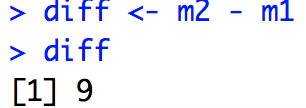 > diff <- m2 - m1
> diff
[1] 9